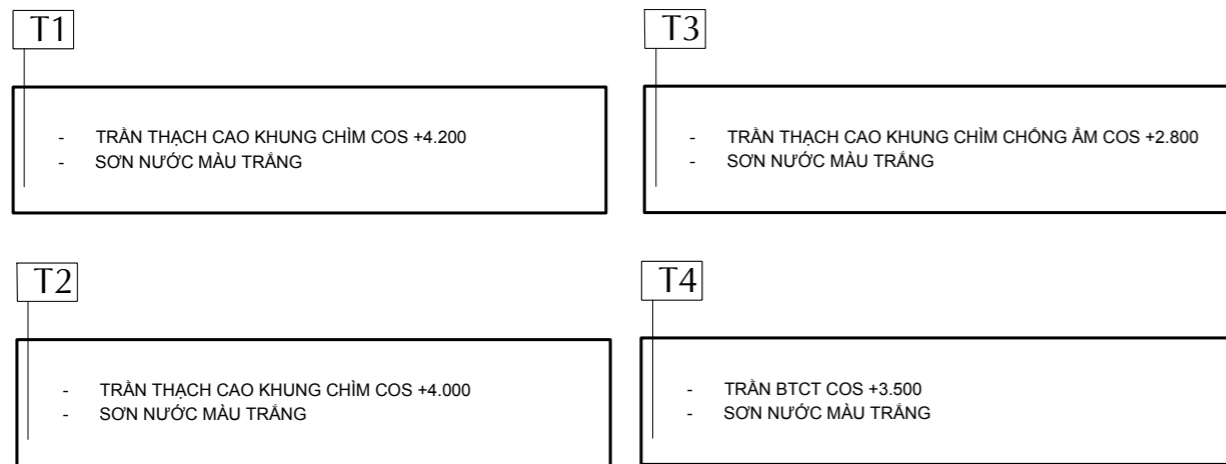 T1
- TRẦN THẠCH CAO KHUNG CHÌM COS +4.200
- SƠN NƯỚC MÀU TRẮNG
T3
- TRẦN THẠCH CAO KHUNG CHÌM CHỐNG ẨM COS +2.800
- SƠN NƯỚC MÀU TRẮNG
T2
- TRẦN THẠCH CAO KHUNG CHÌM COS +4.000
- SƠN NƯỚC MÀU TRẮNG
T4
- TRẦN BTCT COS +3.500
- SƠN NƯỚC MÀU TRẮNG